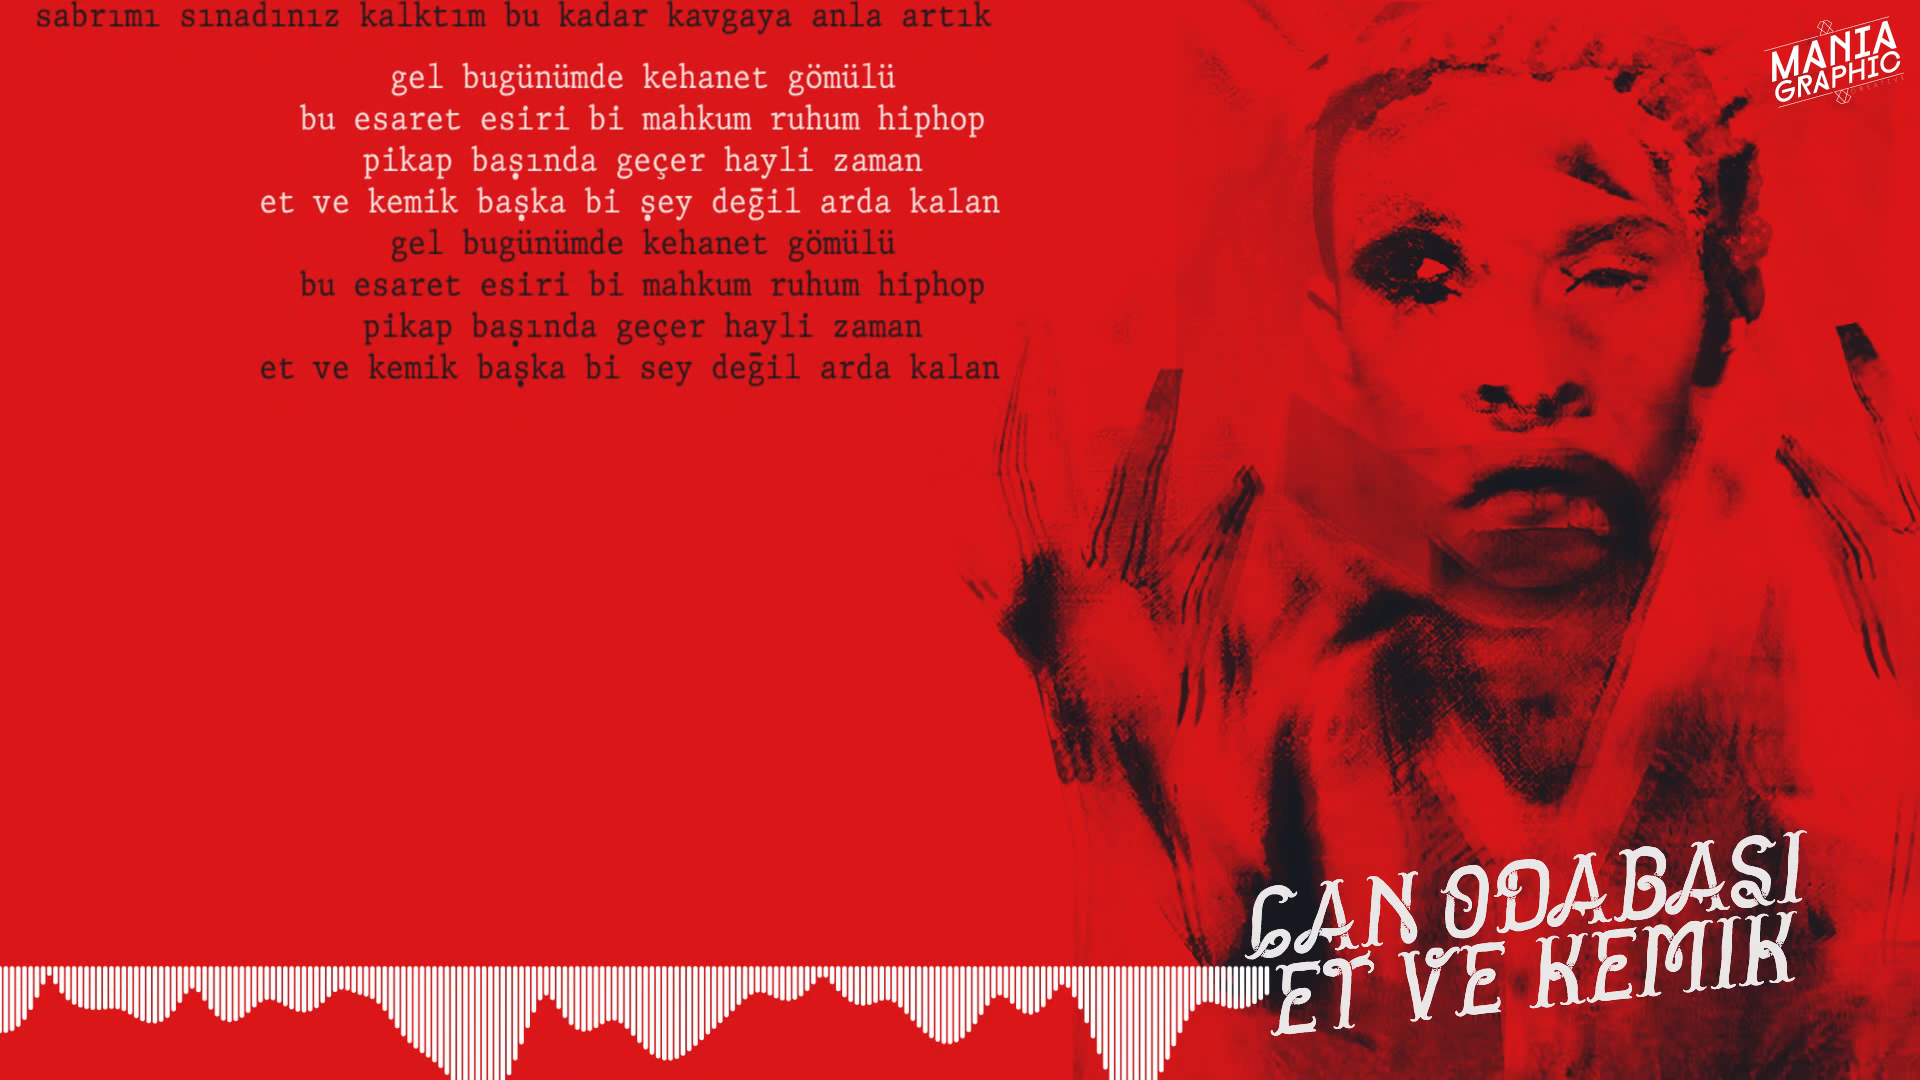 sabrımı sınadınız kalktım bu kadar kavgaya anla artık
gel bugünümde kehanet gömülü
bu esaret esiri bi mahkum ruhum hiphop
pikap başında geçer hayli zaman
et ve kemik başka bi şey değil arda kalan
gel bugünümde kehanet gömülü
bu esaret esiri bi mahkum ruhum hiphop
pikap başında geçer hayli zaman
et ve kemik başka bi sey değil arda kalan
MANIA
GRAPHIC
CREATIVE
CAN ODABAŞI
ET VE KEMIK